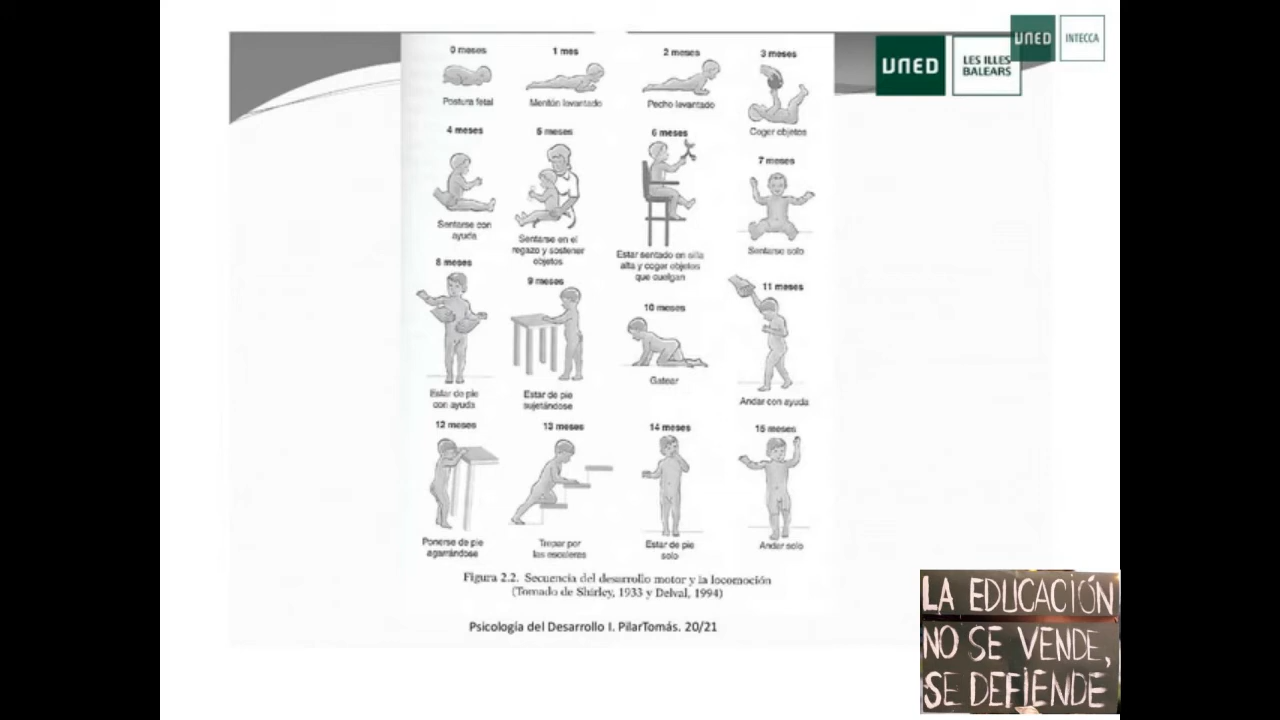 UNED
INTECCA
UNED
LES ILLES
BALEARS
0 meses
Postura fetal
1 mes
Mentón levantado
2 meses
Pecho levantado
3 meses
Coger objetos
4 meses
Sentarse con
ayuda
5 meses
Sentarse en el
regazo y sostener
objetos
6 meses
Estar sentado en silla
alta y coger objetos
que cuelgan
7 meses
Sentarse solo
8 meses
Estar de pie
con ayuda
9 meses
Estar de pie
sujetándose
10 meses
Gatear
11 meses
Andar con ayuda
12 meses
Ponerse de pie
agarrándose
13 meses
Trepar por
las escaleras
14 meses
Estar de pie
solo
15 meses
Andar solo
Figura 2.2. Secuencia del desarrollo motor y la locomoción
(Tomado de Shirley, 1933 y Delval, 1994)
Psicología del Desarrollo I. PilarTomás. 20/21
LA EDUCACIÓN
NO SE VENDE,
SE DEFIENDE